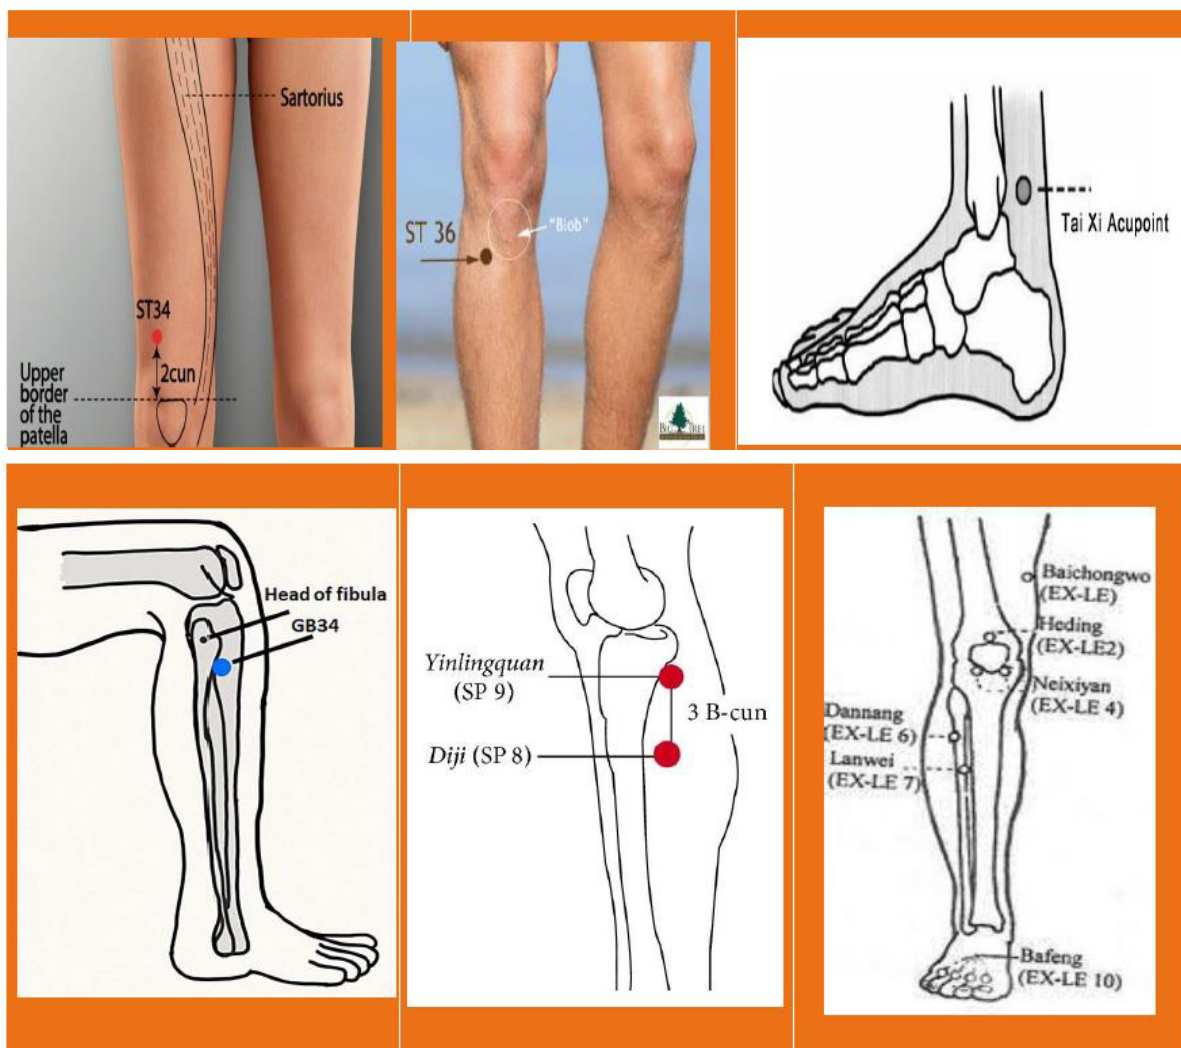 Sartorius
ST34
2cun
Upper
border
of the
patella
ST 36
"Blob"
BIG TREE
Tai Xi Acupoint
Head of fibula
GB34
Yinlingquan
(SP 9)
3 B-cun
Diji (SP 8)
Baichongwo
(EX-LE)
Heding
(EX-LE2)
Neixiyan
(EX-LE 4)
Dannang
(EX-LE 6)
Lanwei
(EX-LE 7)
Bafeng
(EX-LE 10)